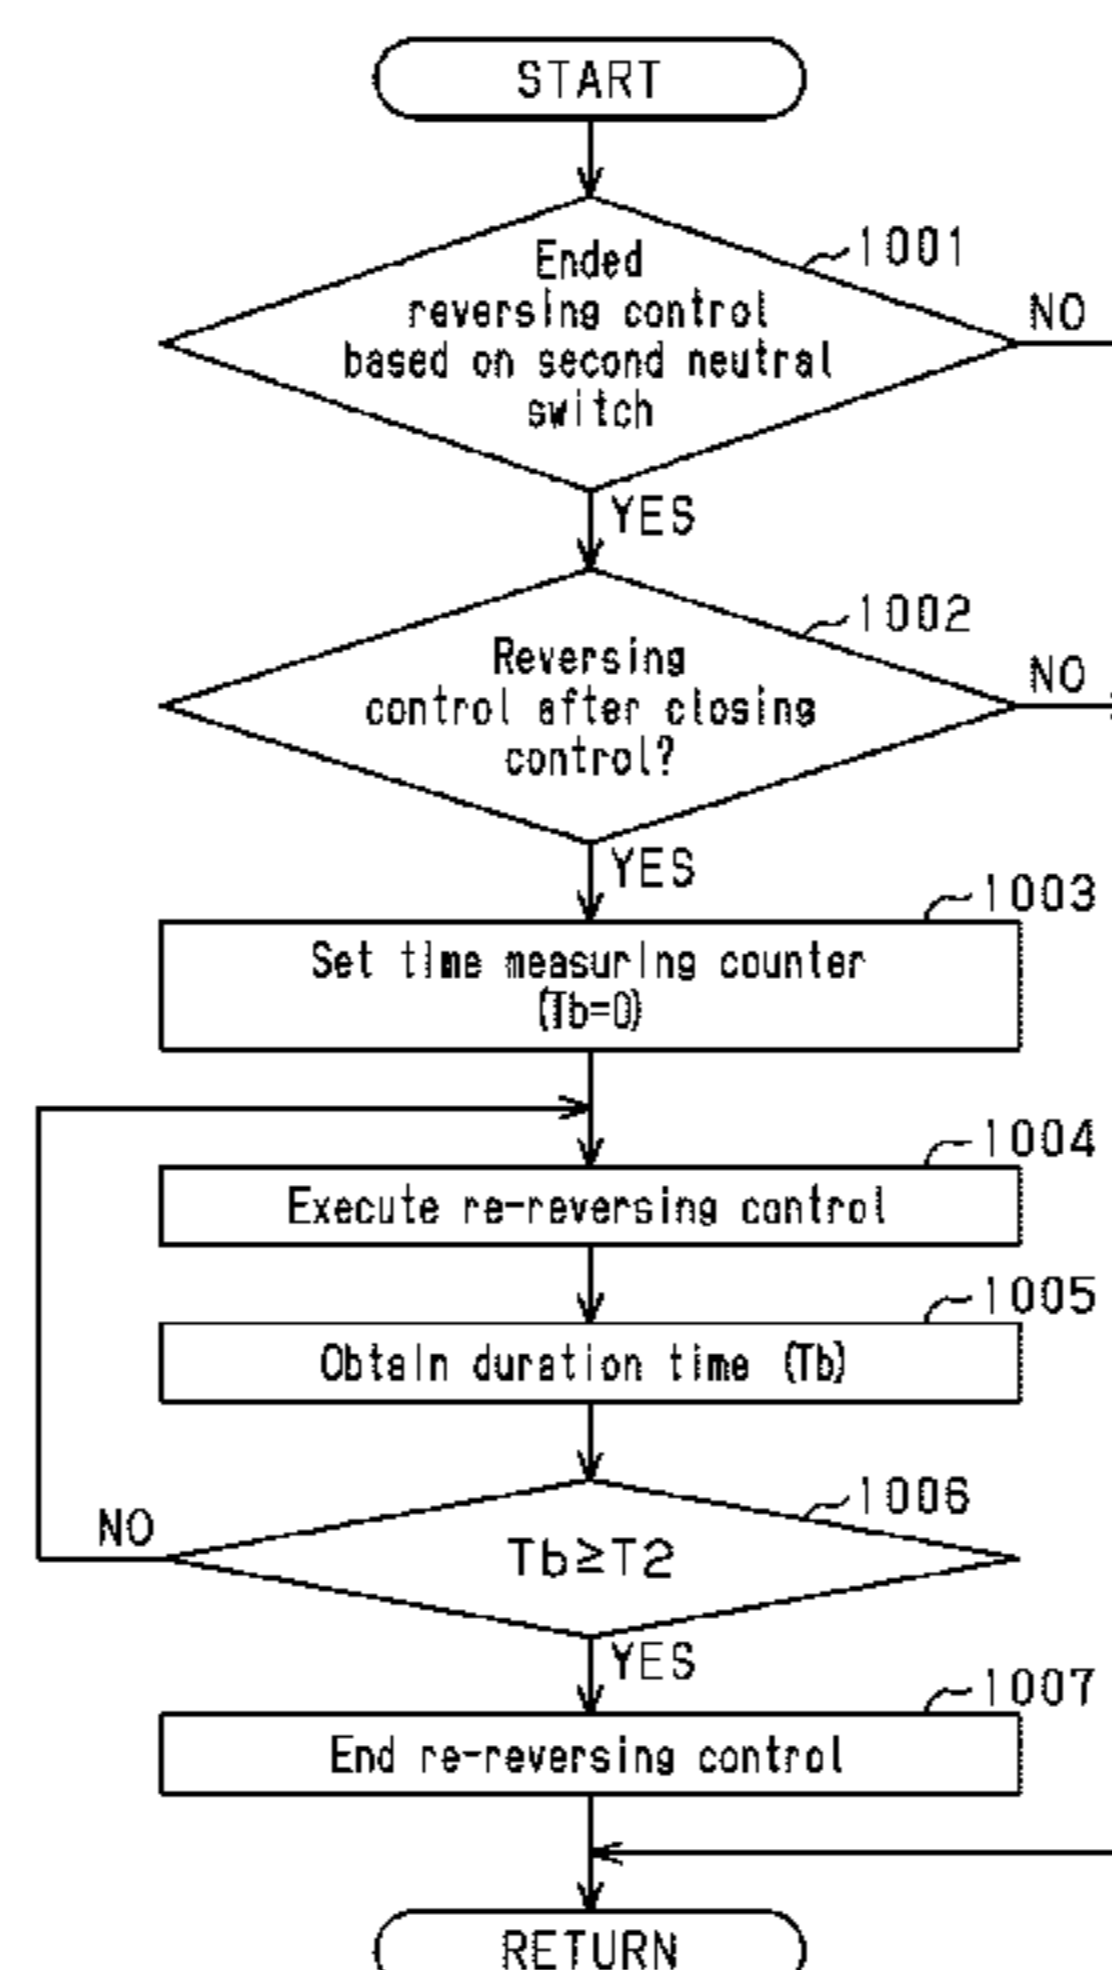 START
1001
Ended
reversing control
based on second neutral
switch
NO
YES
1002
Reversing
control after closing
control?
NO
YES
1003
Set time measuring counter
(Tb=0)
1004
Execute re-reversing control
1005
Obtain duration time (Tb)
1006
NO
Tb≥T2
YES
1007
End re-reversing control
RETURN